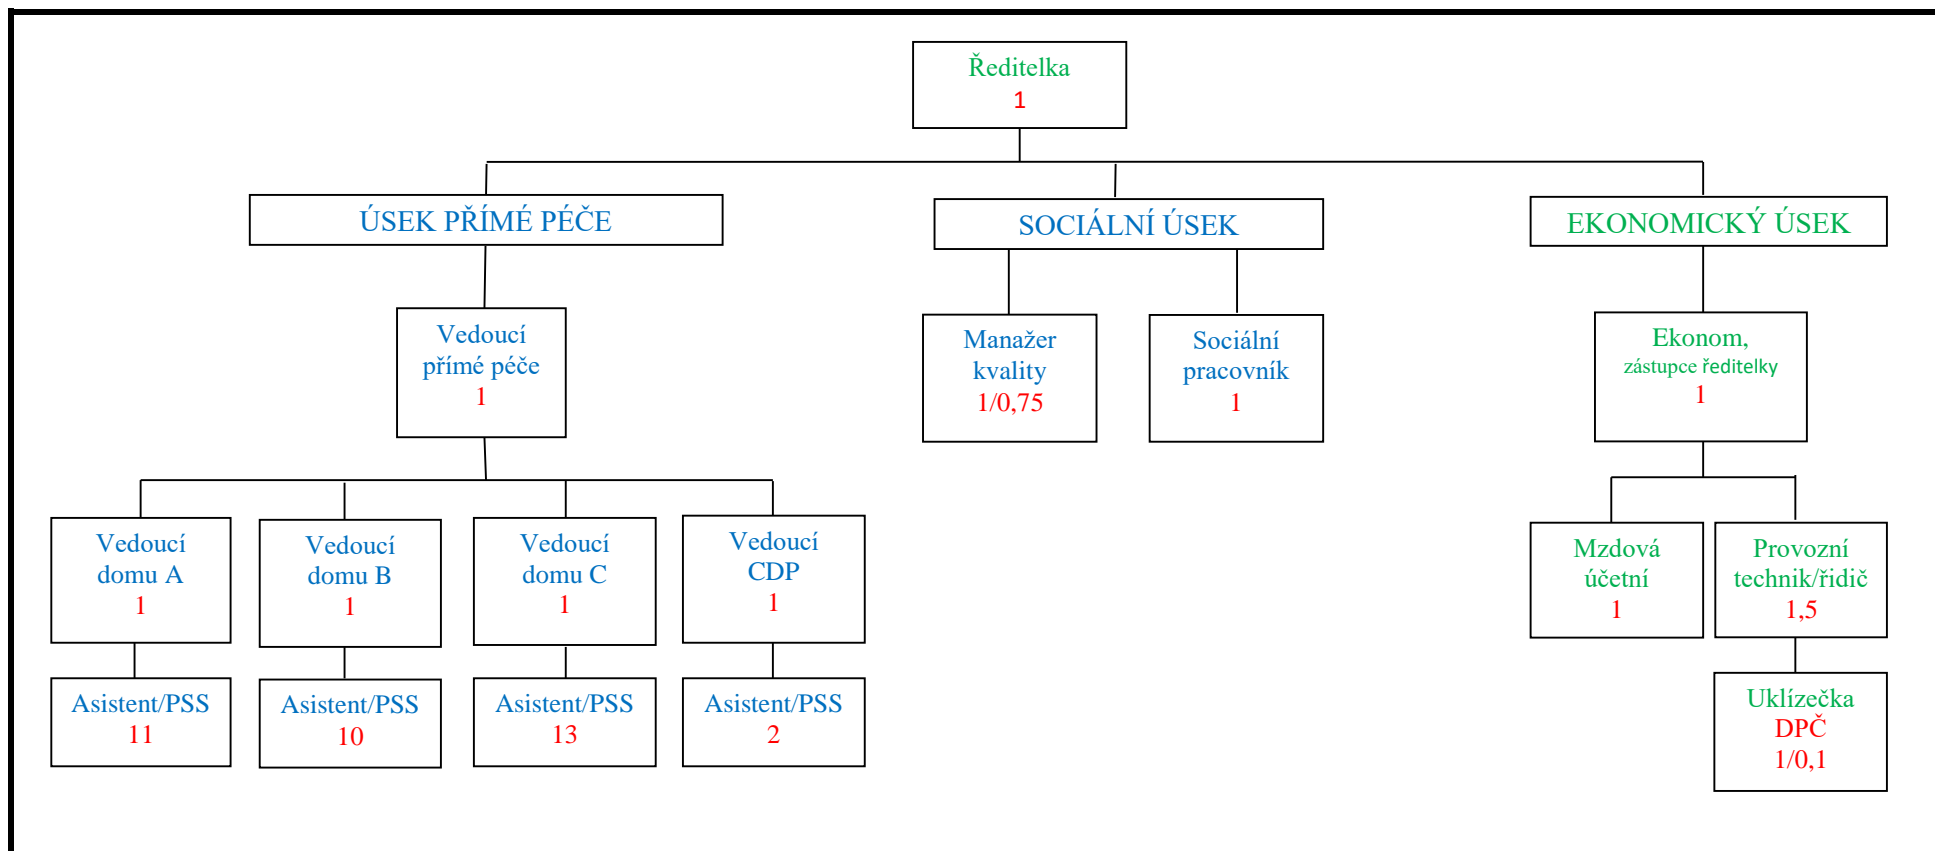 Ředitelka
1
ÚSEK PŘÍMÉ PÉČE
SOCIÁLNÍ ÚSEK
EKONOMICKÝ ÚSEK
Vedoucí
přímé péče
1
Manažer
kvality
1/0,75
Sociální
pracovník
1
Ekonom,
zástupce ředitelky
1
Vedoucí
domu A
1
Vedoucí
domu B
1
Vedoucí
domu C
1
Vedoucí
CDP
1
Mzdová
účetní
1
Provozní
technik/řidič
1,5
Asistent/PSS
11
Asistent/PSS
10
Asistent/PSS
13
Asistent/PSS
2
Uklízečka
DPČ
1/0,1